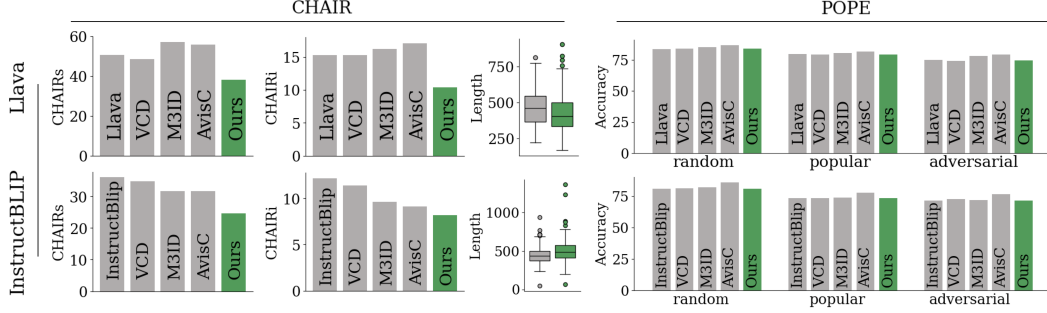 CHAIR
POPE
Llava
CHAIRs
60
40
20
0
Llava
VCD
M3ID
AvisC
Ours
CHAIRi
15
10
5
0
Llava
VCD
M3ID
AvisC
Ours
Length
750
500
250
Accuracy
75
50
25
0
Llava
VCD
M3ID
AvisC
Ours
random
Llava
VCD
M3ID
AvisC
Ours
popular
Llava
VCD
M3ID
AvisC
Ours
adversarial
InstructBLIP
CHAIRs
30
20
10
0
InstructBlip
VCD
M3ID
AvisC
Ours
CHAIRi
10
5
0
InstructBlip
VCD
M3ID
AvisC
Ours
Length
1000
500
0
Accuracy
75
50
25
0
InstructBlip
VCD
M3ID
AvisC
Ours
random
InstructBlip
VCD
M3ID
AvisC
Ours
popular
InstructBlip
VCD
M3ID
AvisC
Ours
adversarial